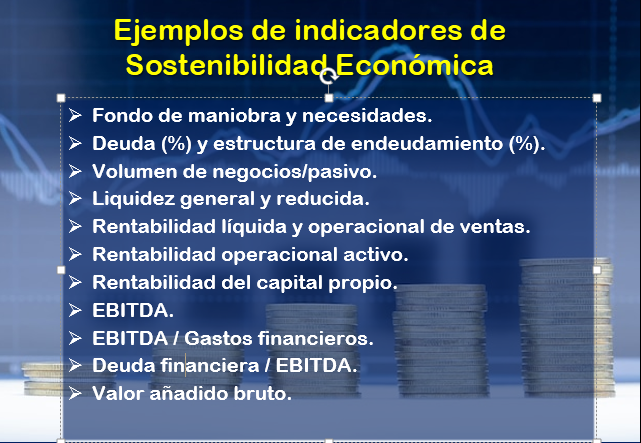 Ejemplos de indicadores de
Sostenibilidad Económica
Fondo de maniobra y necesidades.
Deuda (%) y estructura de endeudamiento (%).
Volumen de negocios/pasivo.
Liquidez general y reducida.
Rentabilidad líquida y operacional de ventas.
Rentabilidad operacional activo.
Rentabilidad del capital propio.
EBITDA.
EBITDA / Gastos financieros.
Deuda financiera / EBITDA.
Valor añadido bruto.